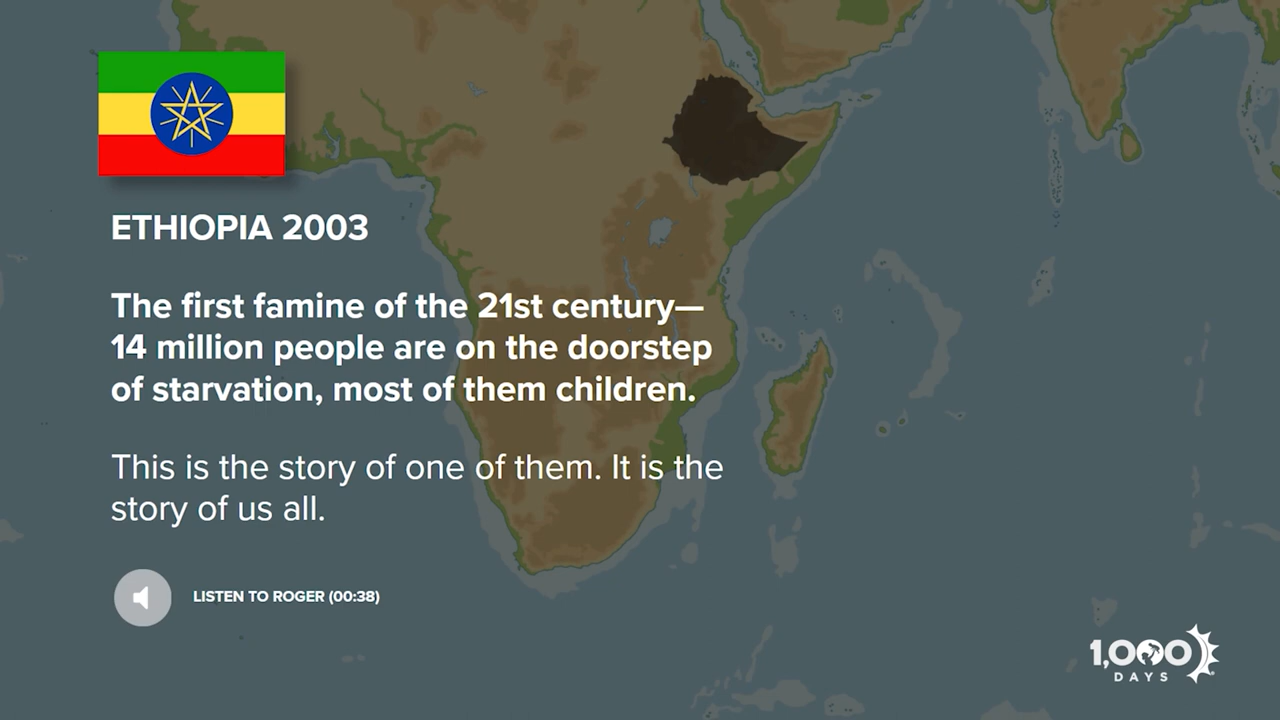 ETHIOPIA 2003
The first famine of the 21st century—
14 million people are on the doorstep
of starvation, most of them children.
This is the story of one of them. It is the
story of us all.
LISTEN TO ROGER (00:38)
1,000
DAYS